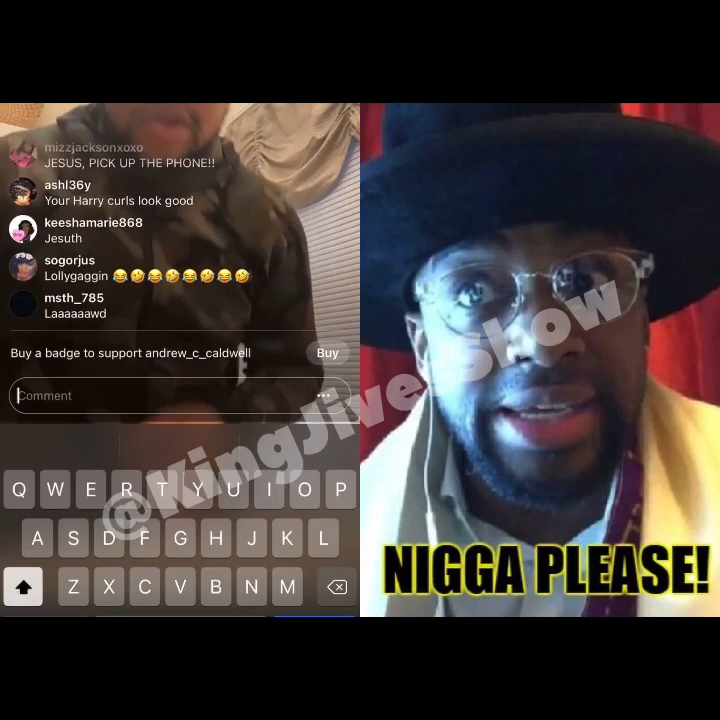 mizzjacksonxoxo
JESUS, PICK UP THE PHONE!!
ashl36y
Your Harry curls look good
keeshamarie868
Jesuth
sogorjus
Lollygaggin 😂🤣😂🤣😂🤣😂🤣
msth_785
Laaaaaawd
Buy a badge to support andrew_c_caldwell Buy
Comment ...
Q W E R T Y U I O P
A S D F G H J K L
Z X C V B N M
@KingJiveShow
NIGGA PLEASE!